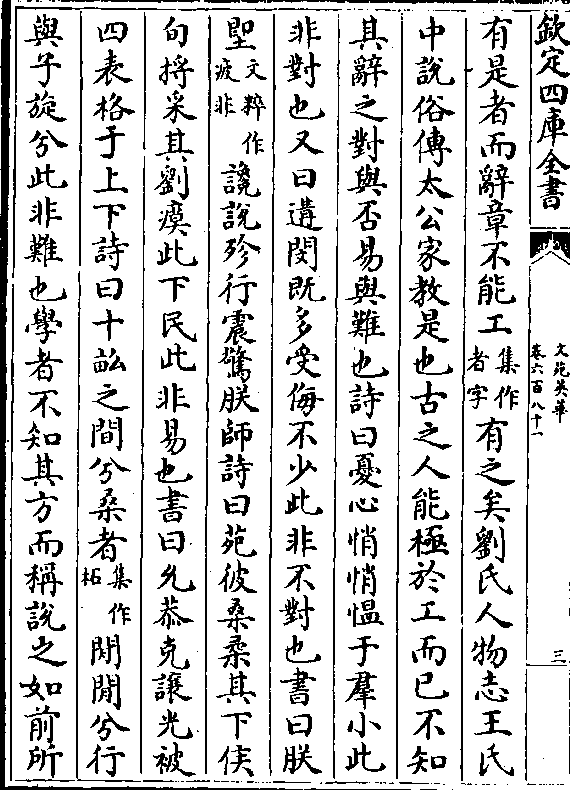 欽定四庫全書
文苑英華
卷六百八十一
三
有是者而辭章不能工集作者字有之矣劉氏人物志王氏
中說俗傳太公家教是也古之人能極於工而已不知
其辭之對與否易與難也詩曰憂心悄悄愠于羣小此
非對也又曰遘閔既多受侮不少此非不對也書曰朕
聖文粹作疾非讒說殄行震驚朕師詩曰苑彼桑柔其下侯
旬捋采其劉瘼此下民此非易也書曰允恭克讓光被
四表格于上下詩曰十畝之間兮桑者集作柘閑閑兮行
與子旋兮此非難也學者不知其方而稱說之如前所